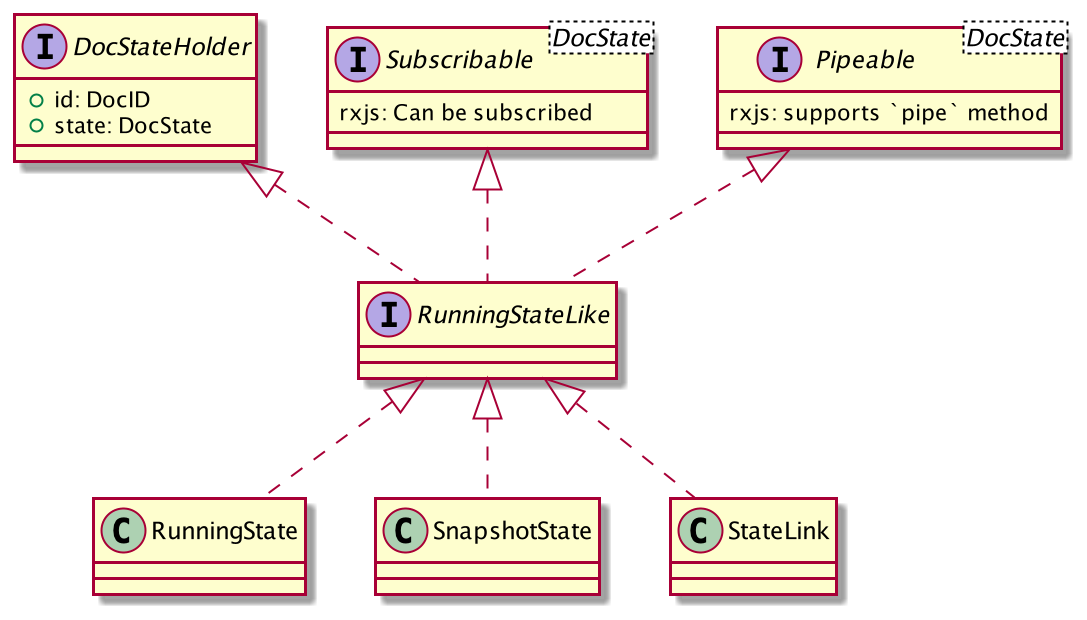 I DocStateHolder
id: DocID
state: DocState
I Subscribable
DocState
rxjs: Can be subscribed
I Pipeable
DocState
rxjs: supports `pipe` method
I RunningStateLike
C RunningState
C SnapshotState
C StateLink